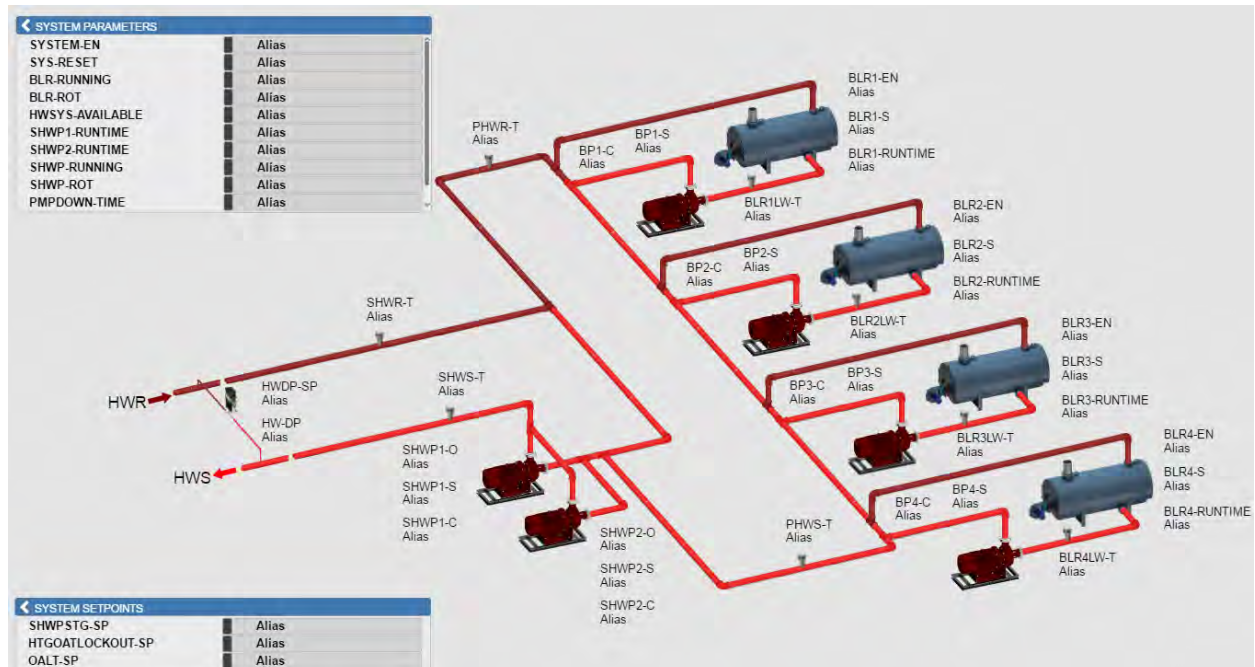 SYSTEM PARAMETERS
SYSTEM-EN Alias
SYS-RESET Alias
BLR-RUNNING Alias
BLR-ROT Alias
HWSYS-AVAILABLE Alias
SHWP1-RUNTIME Alias
SHWP2-RUNTIME Alias
SHWP-RUNNING Alias
SHWP-ROT Alias
PMPDOWN-TIME Alias
PHWR-T
Alias
BP1-C
Alias
BP1-S
Alias
BLR1-EN
Alias
BLR1-S
Alias
BLR1-RUNTIME
Alias
BLR1LW-T
Alias
BP2-C
Alias
BP2-S
Alias
BLR2-EN
Alias
BLR2-S
Alias
BLR2-RUNTIME
Alias
BLR2LW-T
Alias
SHWR-T
Alias
BP3-C
Alias
BP3-S
Alias
BLR3-EN
Alias
BLR3-S
Alias
BLR3-RUNTIME
Alias
BLR3LW-T
Alias
HWR
HWDP-SP
Alias
HW-DP
Alias
SHWS-T
Alias
HWS
SHWP1-O
Alias
SHWP1-S
Alias
SHWP1-C
Alias
SHWP2-O
Alias
SHWP2-S
Alias
SHWP2-C
Alias
PHWS-T
Alias
BP4-C
Alias
BP4-S
Alias
BLR4-EN
Alias
BLR4-S
Alias
BLR4-RUNTIME
Alias
BLR4LW-T
Alias
SYSTEM SETPOINTS
SHWPSTG-SP Alias
HTGOATLOCKOUT-SP Alias
OALT-SP Alias